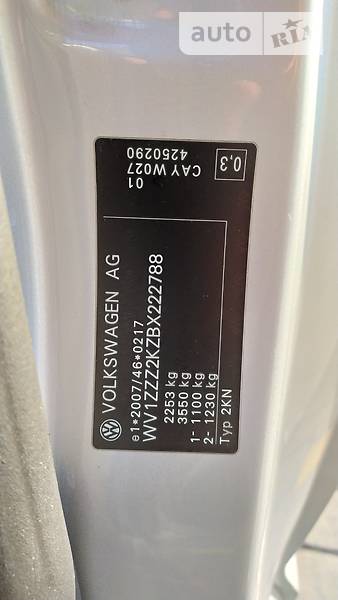 auto RIA
VOLKSWAGEN AG
e1*2007/46*0217
WV1ZZZ2KZBX222788
2253 kg
3550 kg
1- 1100 kg
2- 1230 kg
Typ 2KN
01
CAY W027
4250290
0,3